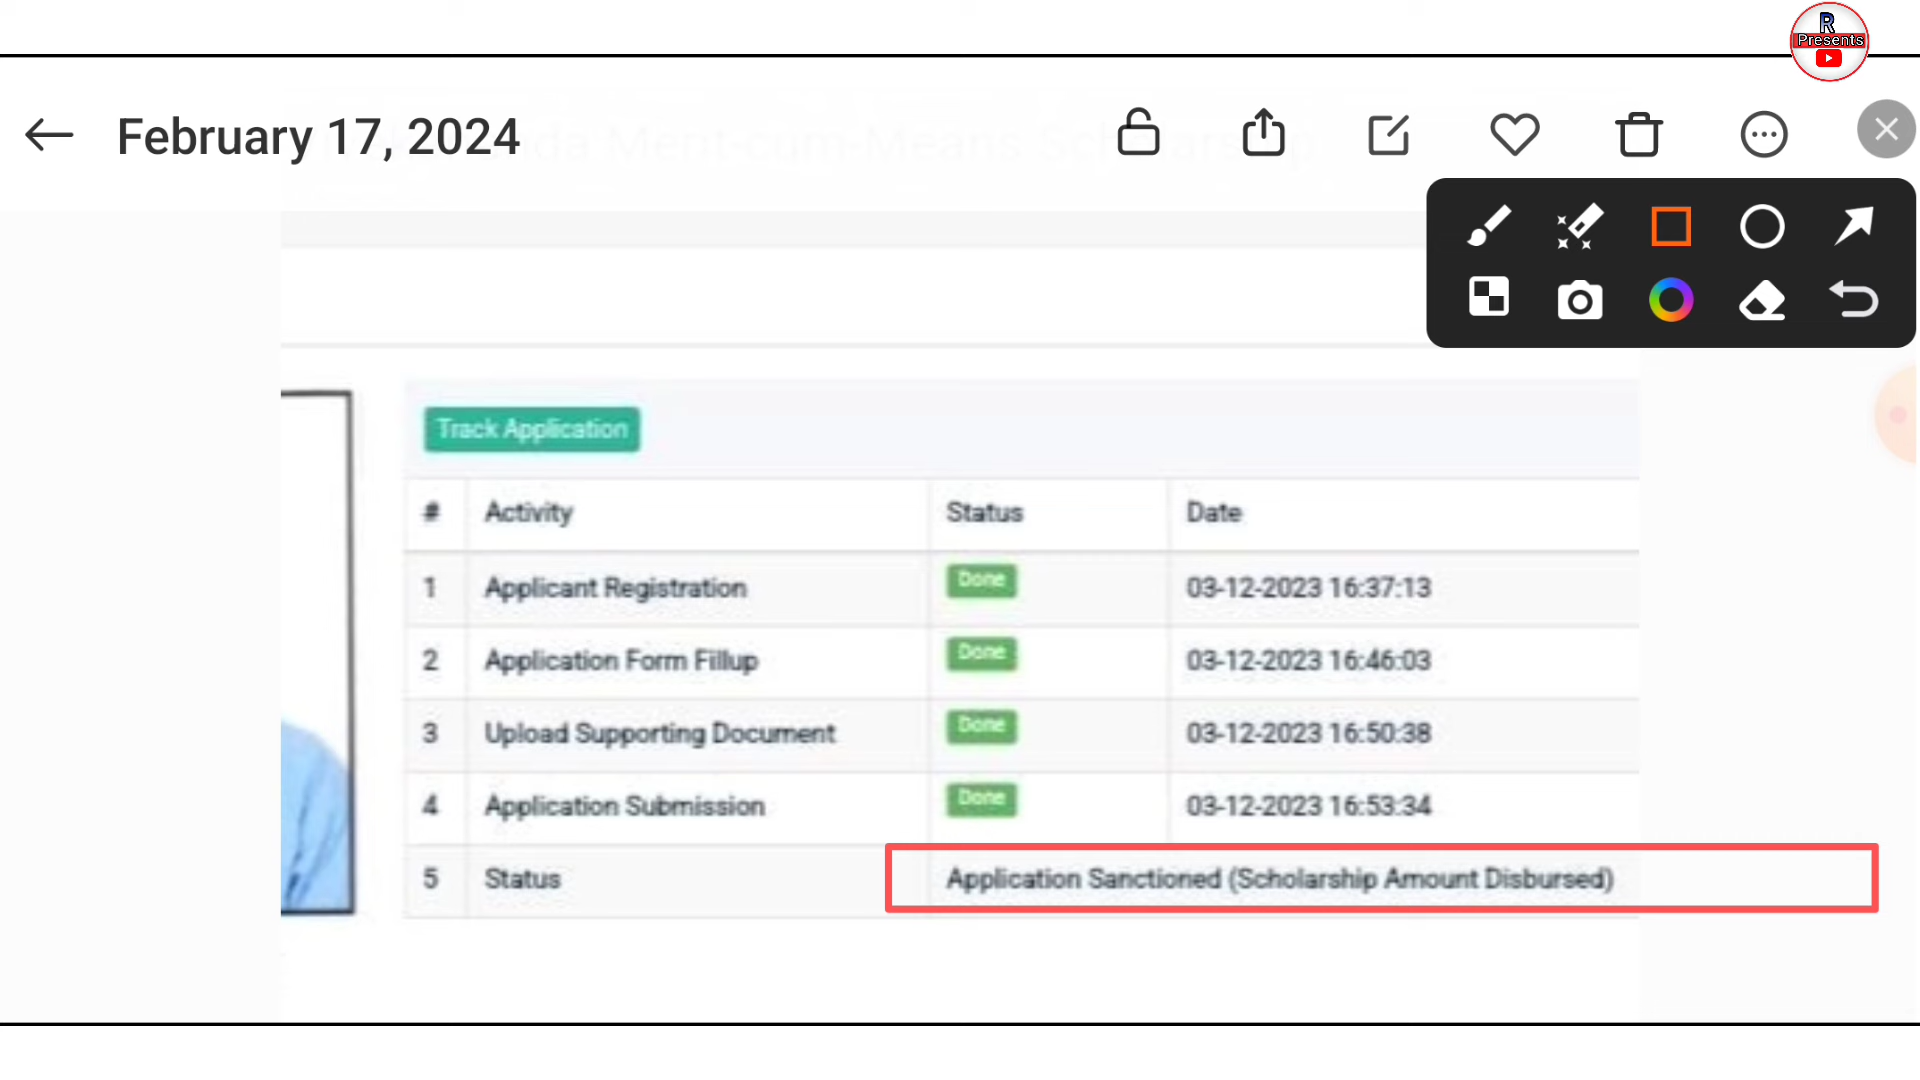 R
Presents
February 17, 2024
Track Application
# Activity Status Date
1 Applicant Registration Done 03-12-2023 16:37:13
2 Application Form Fillup Done 03-12-2023 16:46:03
3 Upload Supporting Document Done 03-12-2023 16:50:38
4 Application Submission Done 03-12-2023 16:53:34
5 Status Application Sanctioned (Scholarship Amount Disbursed)